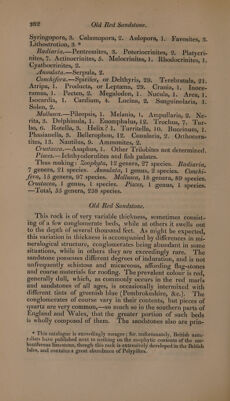 282 Old Red Sandstone.
Syringopora, 3. Calamopora, 2. Aulopora, 1. Favosites, 3.
Lithostrotion, 3.*
Radiaria.—Pentremites, 3. Poteriocrinites, 2. Platycri-
nites, 7. Actinocrinites, 3. Melocrinites, 1. Rhodocrinites, 1.
Cyathocrinites, 2.
Annulata.—Serpula, 2.
Conchifera.—Spirifer, or Delthyris, 29. Terebratula, 21.
Atrypa, 1. Producta, or Leptæna, 29. Crania, 1. Inoce-
ramus, 1. Pecten, 2. Megalodon, 1. Nucula, 1. Arca, 1.
Isocardia, 1. Cardium, 4. Lucina, 2. Sanguinolaria, 1.
Solen, 2.
Mollusca.—Pileopsis, 1. Melania, 1. Ampullaria, 2. Ne-
rita, 3. Delphinula, 1. Euomphalus, 12. Trochus, 7. Tur-
bo, 6. Rotella, 3. Helix? 1. Turritella, 10. Buccinum, 1.
Phasianella, 3. Bellerophon, 12. Conularia, 2. Orthocera-
tites, 13. Nautilus, 9. Ammonites, 2.
Crustacea.—Asaphus, 1. Other Trilobites not determined.
Pisces.—Ichthyodorulites and fish palates.
Thus making: Zoophyta, 12 genera, 27 species. Radiaria,
7 genera, 21 species. Annulata, 1 genus, 2 species. Conchi-
fera, 15 genera, 97 species. Mollusca, 18 genera, 89 species.
Crustacea, 1 genus, 1 species. Pisces, 1 genus, 1 species.
—Total, 55 genera, 238 species.
Old Red Sandstone.
This rock is of very variable thickness, sometimes consist-
ing of a few conglomerate beds, while at others it swells out
to the depth of several thousand feet. As might be expected,
this variation in thickness is accompanied by differences in mi-
neralogical structure, conglomerates being abundant in some
situations, while in others they are exceedingly rare. The
sandstone possesses different degrees of induration, and is not
unfrequently schistose and micaceous, affording flag-stones
and coarse materials for roofing. The prevalent colour is red,
generally dull, which, as commonly occurs in the red marls
and sandstones of all ages, is occasionally intermixed with
different tints of greenish blue (Pembrokeshire, &c.). The
conglomerates of course vary in their contents, but pieces of
quartz are very common,—so much so in the southern parts of
England and Wales, that the greater portion of such beds
is wholly composed of them. The sandstones also are prin-
* This catalogue is exceedingly meagre; for, unfortunately, British natu-
ralists have published next to nothing on the zoophytic contents of the car-
boniferous limestone, though this rock is extensively developed in the British
Isles, and contains a great abundance of Polypifers.